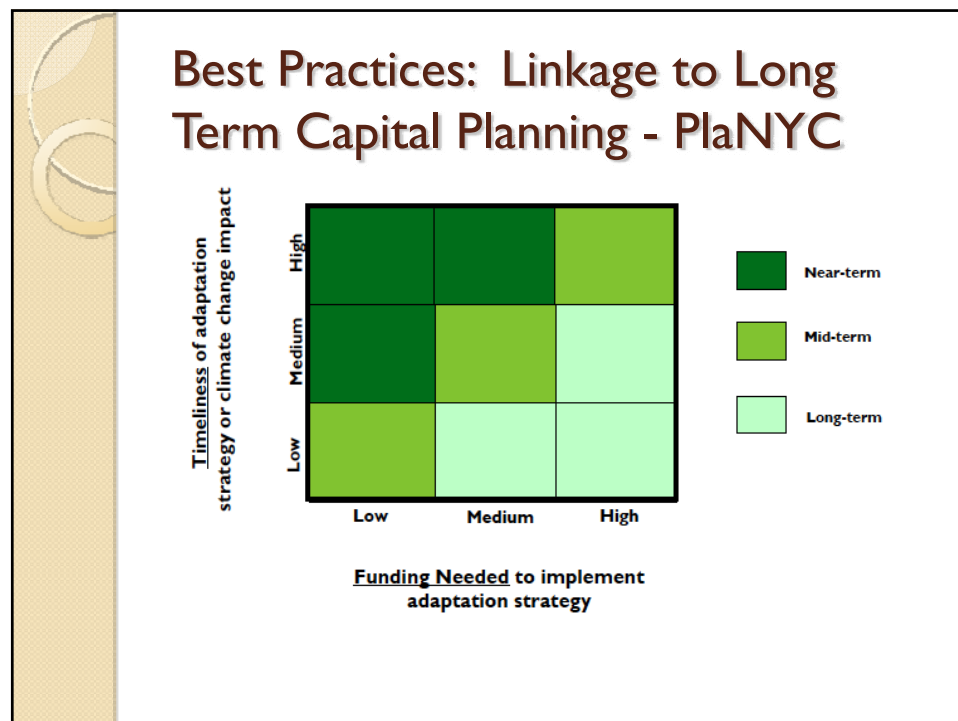 Best Practices: Linkage to Long
Term Capital Planning - PlaNYC
Timeliness of adaptation
strategy or climate change impact
High
Medium
Low
Low
Medium
High
Funding Needed to implement
adaptation strategy
Near-term
Mid-term
Long-term